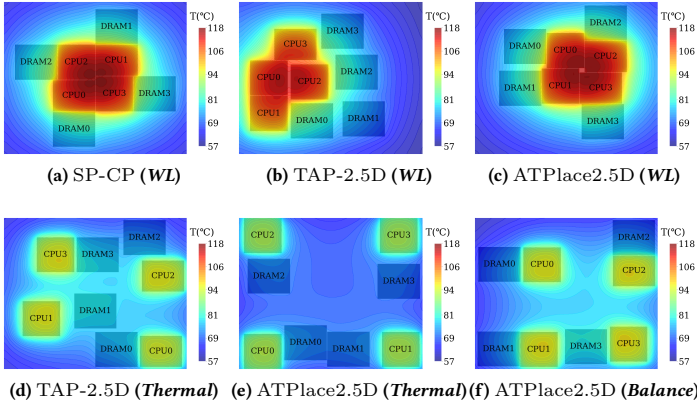 T(℃)
118
106
94
81
69
57
DRAM1
DRAM2
CPU2
CPU1
CPU0
CPU3
DRAM3
DRAM0
(a) SP-CP (WL)
T(℃)
118
106
94
81
69
57
CPU3
DRAM3
CPU0
CPU2
DRAM2
CPU1
DRAM0
DRAM1
(b) TAP-2.5D (WL)
T(℃)
118
106
94
81
69
57
DRAM2
DRAM0
CPU0
CPU2
DRAM1
CPU1
CPU3
DRAM3
(c) ATPlace2.5D (WL)
T(℃)
118
106
94
81
69
57
DRAM2
CPU3
DRAM3
CPU2
DRAM1
CPU1
DRAM0
CPU0
(d) TAP-2.5D (Thermal)
T(℃)
118
106
94
81
69
57
CPU2
CPU3
DRAM2
DRAM3
CPU0
DRAM0
DRAM1
CPU1
(e) ATPlace2.5D (Thermal)
T(℃)
118
106
94
81
69
57
DRAM2
DRAM0
CPU0
CPU2
DRAM1
CPU1
DRAM3
CPU3
(f) ATPlace2.5D (Balance)